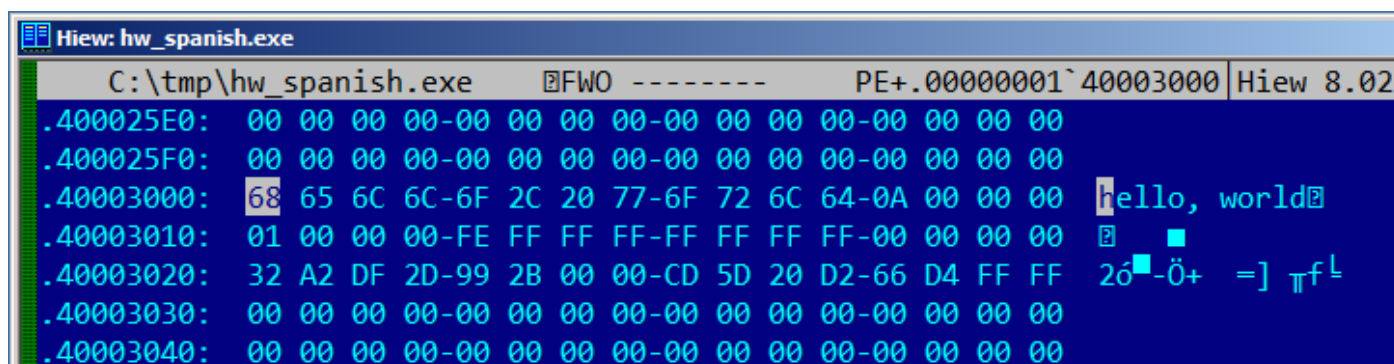 Hiew: hw_spanish.exe
C:\tmp\hw_spanish.exe FWO -------- PE+.00000001`40003000|Hiew 8.02
.400025E0: 00 00 00 00-00 00 00 00-00 00 00 00-00 00 00 00
.400025F0: 00 00 00 00-00 00 00 00-00 00 00 00-00 00 00 00
.40003000: 68 65 6C 6C-6F 2C 20 77-6F 72 6C 64-0A 00 00 00 hello, world⍰
.40003010: 01 00 00 00-FE FF FF FF-FF FF FF FF-00 00 00 00 ⍰ ■
.40003020: 32 A2 DF 2D-99 2B 00 00-CD 5D 20 D2-66 D4 FF FF 2ó▀-Ö+ =] ╥f╘
.40003030: 00 00 00 00-00 00 00 00-00 00 00 00-00 00 00 00
.40003040: 00 00 00 00-00 00 00 00-00 00 00 00-00 00 00 00